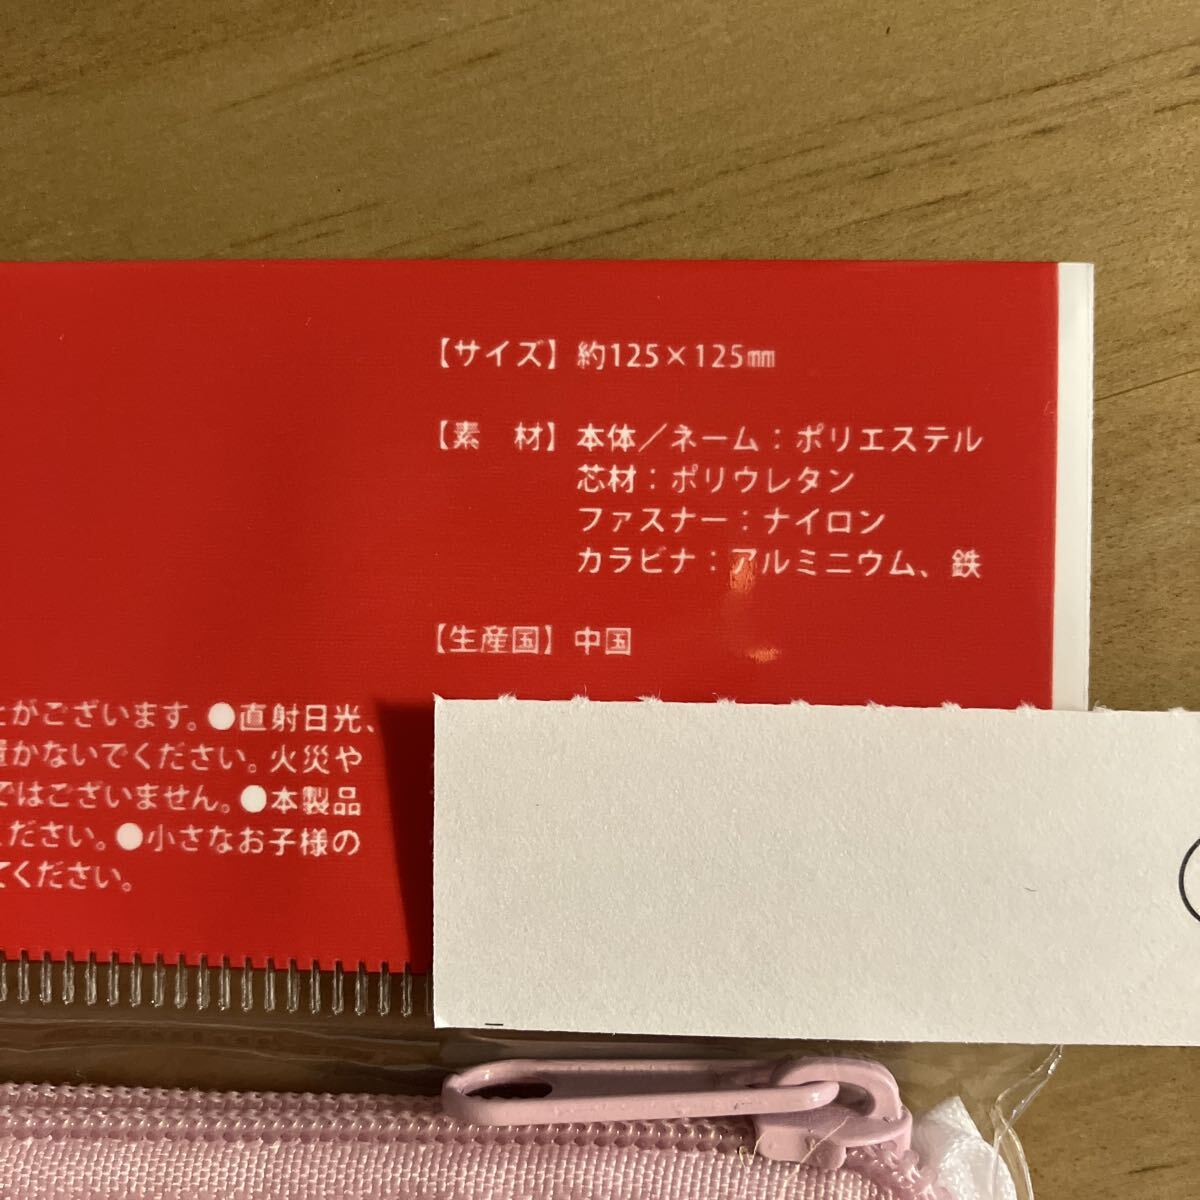 【サイズ】約125×125㎜
【素　材】本体／ネーム：ポリエステル
芯材：ポリウレタン
ファスナー：ナイロン
カラビナ：アルミニウム、鉄
【生産国】中国
とがございます。●直射日光、
置かないでください。火災や
ではございません。●本製品
ください。●小さなお子様の
てください。